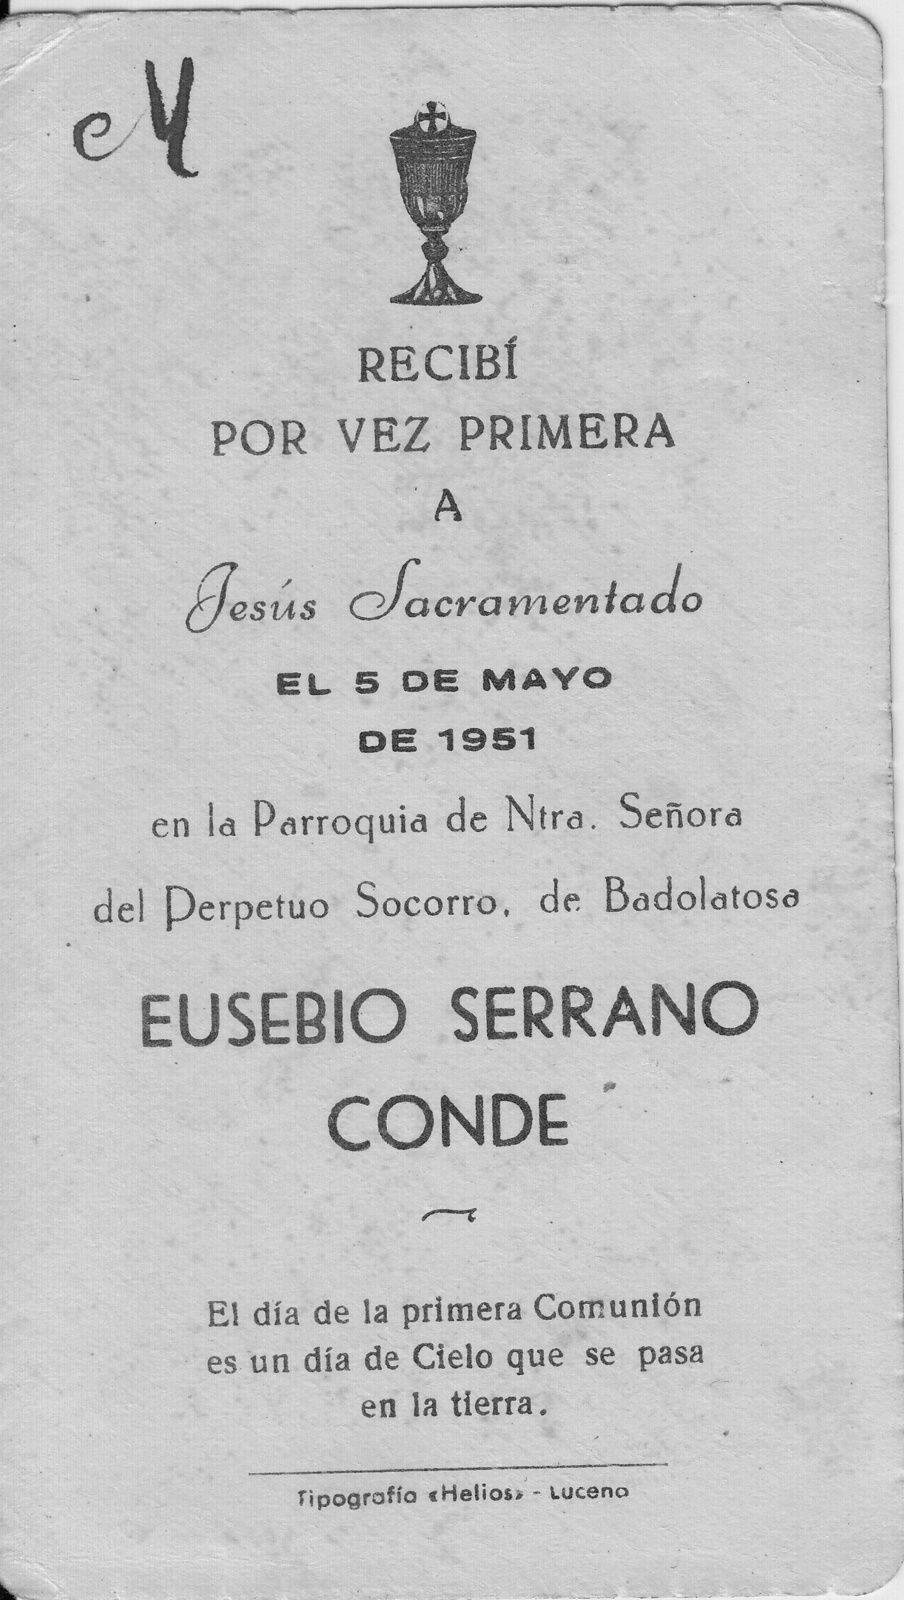 RECIBÍ
POR VEZ PRIMERA
A
Jesús Sacramentado
EL 5 DE MAYO
DE 1951
en la Parroquia de Ntra. Señora
del Perpetuo Socorro, de Badolatosa
EUSEBIO SERRANO
CONDE
El día de la primera Comunión
es un día de Cielo que se pasa
en la tierra.
Tipografía «Helios» - Lucena